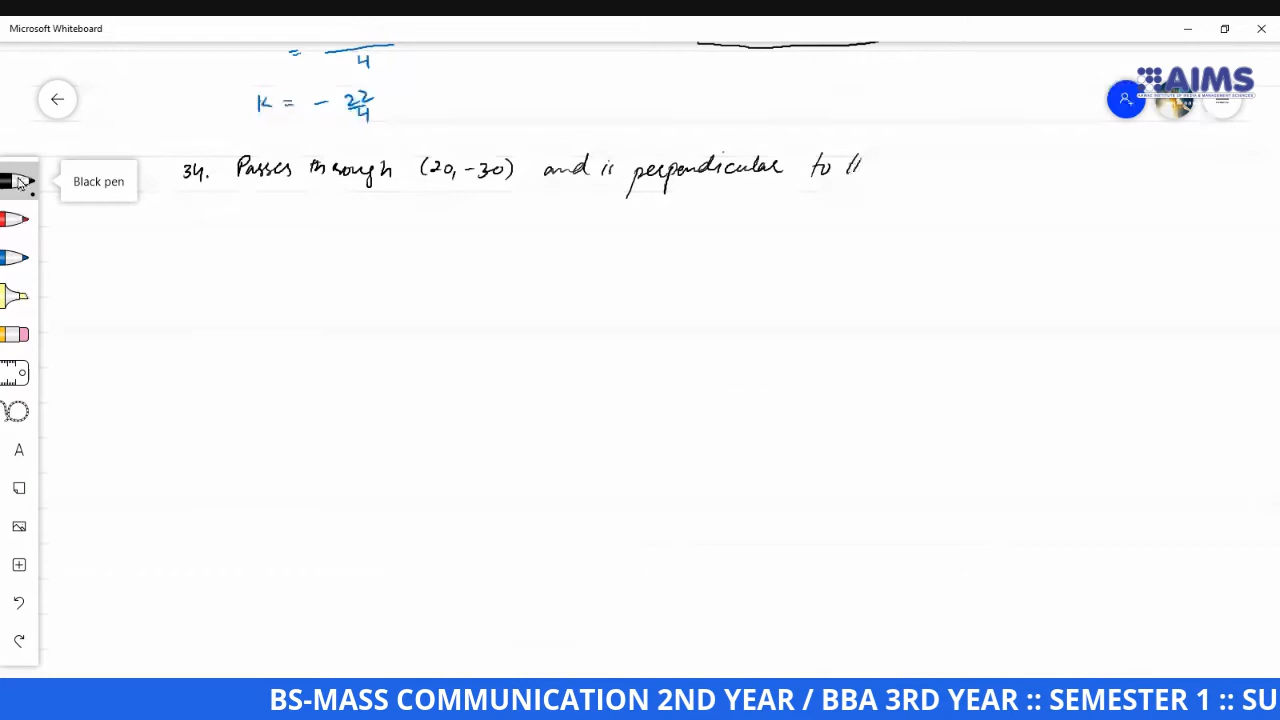 Microsoft Whiteboard
AIMS
= 
4
K = - 22/4
34. Passes through (20, -30) and is perpendicular to
Black pen
A
BS-MASS COMMUNICATION 2ND YEAR / BBA 3RD YEAR :: SEMESTER 1 :: SU